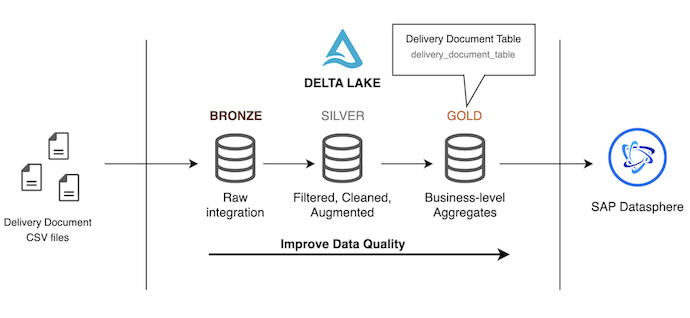 Delivery Document Table
delivery_document_table
DELTA LAKE
BRONZE
SILVER
GOLD
Raw
integration
Filtered, Cleaned,
Augmented
Business-level
Aggregates
Delivery Document
CSV files
SAP Datasphere
Improve Data Quality